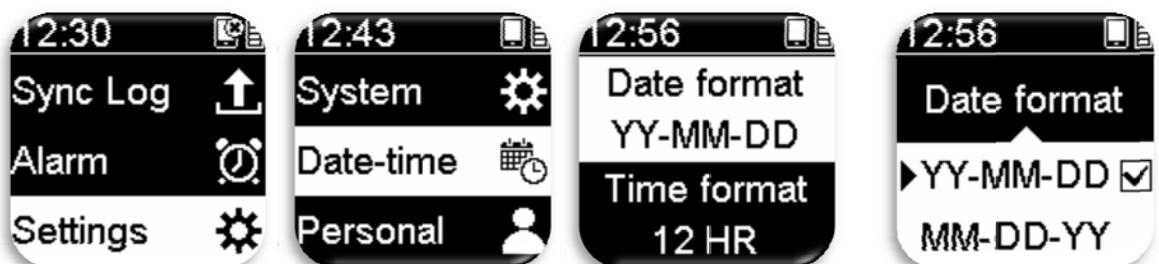 12:30
Sync Log
Alarm
Settings
12:43
System
Date-time
Personal
12:56
Date format
YY-MM-DD
Time format
12 HR
12:56
Date format
YY-MM-DD
MM-DD-YY